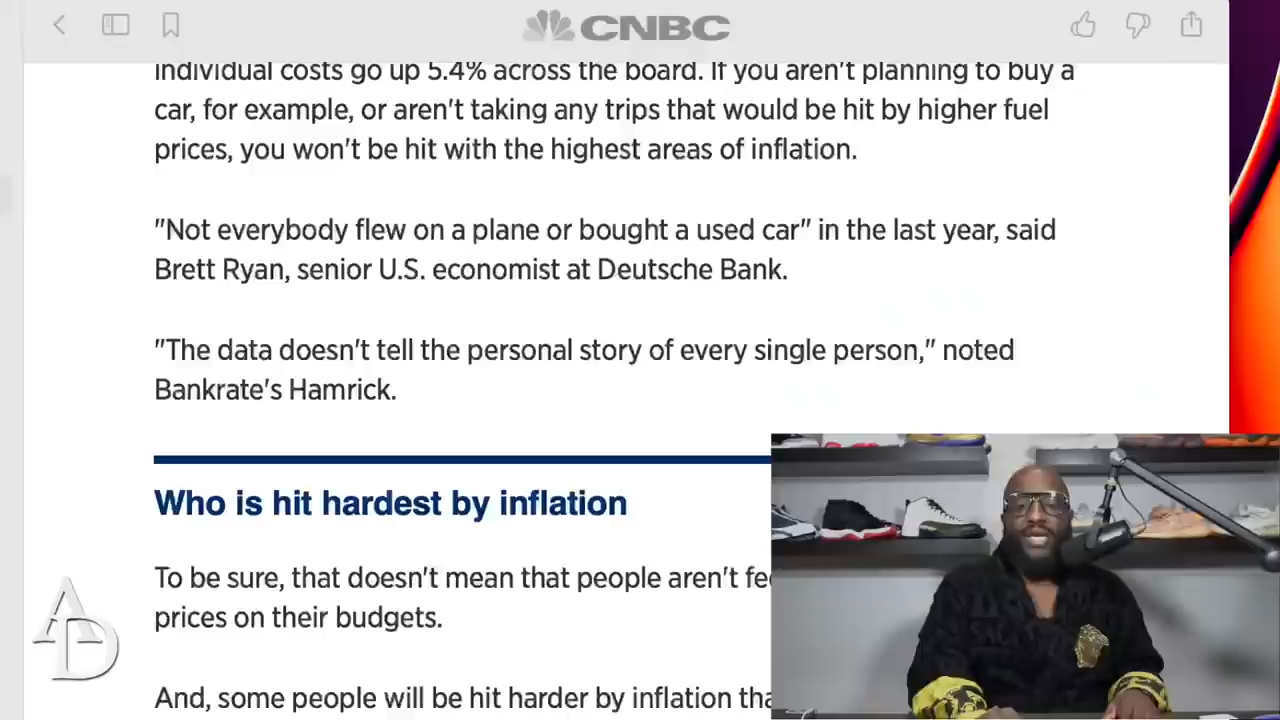 CNBC
individual costs go up 5.4% across the board. If you aren't planning to buy a
car, for example, or aren't taking any trips that would be hit by higher fuel
prices, you won't be hit with the highest areas of inflation.
"Not everybody flew on a plane or bought a used car" in the last year, said
Brett Ryan, senior U.S. economist at Deutsche Bank.
"The data doesn't tell the personal story of every single person," noted
Bankrate's Hamrick.
Who is hit hardest by inflation
To be sure, that doesn't mean that people aren't
prices on their budgets.
And, some people will be hit harder by inflation
AD